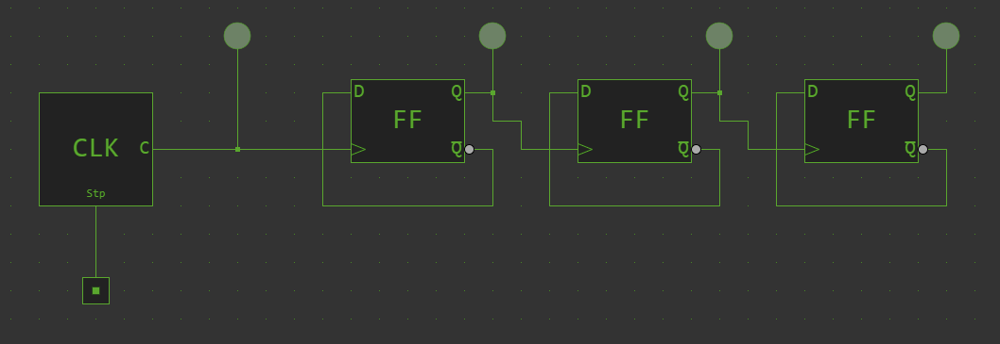 D Q D Q D Q
FF FF FF
CLK C Q̅ Q̅ Q̅
Stp